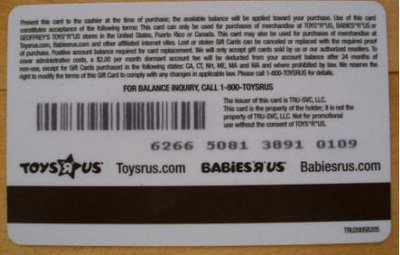 Present this card to the cashier at the time of purchase; the available balance will be applied toward your purchase. Use of this card
constitutes acceptance of the following terms: This card can only be used for purchases of merchandise at TOYS"R"US, BABIES"R"US or
GEOFFREY'S TOYS"R"US stores in the United States, Puerto Rico or Canada. This card may also be used for purchases of merchandise at
Toysrus.com, Babiesrus.com and other affiliated internet sites. Lost or stolen Gift Cards can be cancelled or replaced with the required proof
of purchase. Positive account balance required for card replacement. We will only accept gift cards sold by us or our authorized resellers. To
cover administrative costs, a $2.00 per month dormant account fee will be deducted from your account balance after 24 months of
non-use, except for Gift Cards purchased in the following states: CA, CT, NH, ME, MA and WA and where prohibited by law. We reserve the
right to modify the terms of this Gift Card to comply with any changes in applicable law. Please call 1-800-TOYSRUS for details.
FOR BALANCE INQUIRY, CALL 1-800-TOYSRUS
The issuer of this card is TRU-SVC, LLC.
This card is the property of the holder; it is not the
property of TRU-SVC, LLC. Not for promotional
use without the consent of TOYS"R"US.
6266 5081 3891 0109
TOYS"R"US Toysrus.com BABIES"R"US Babiesrus.com
TRU2005B205